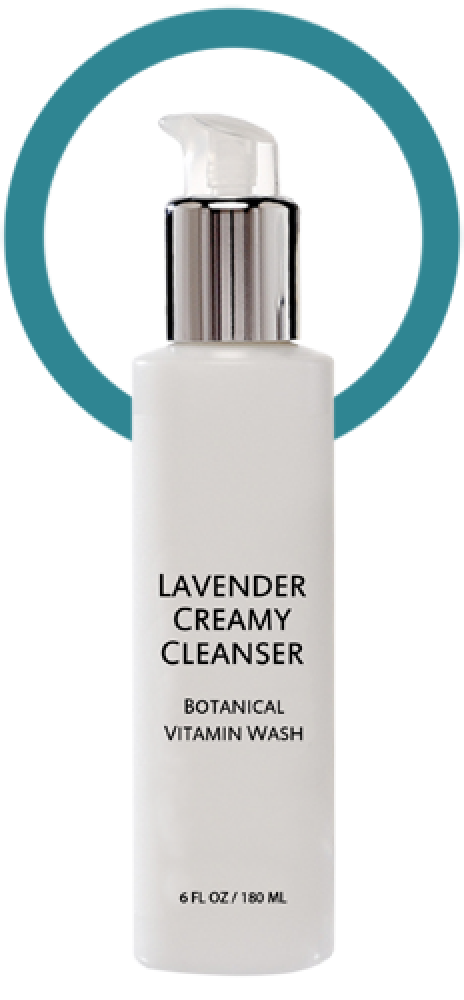 LAVENDER
CREAMY
CLEANSER
BOTANICAL
VITAMIN WASH
6 FL OZ / 180 ML